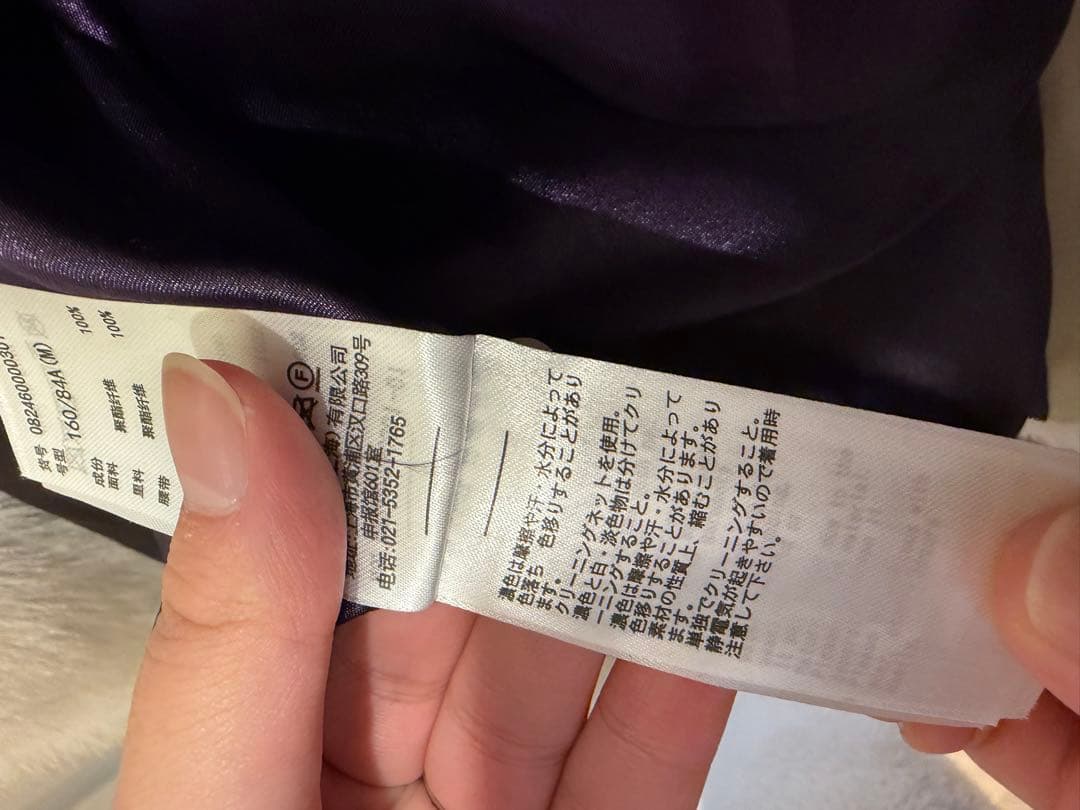 货号 0824600030
号型 160/84A(M)
成份
面料 聚酯纤维 100%
里料 聚酯纤维 100%
腰带
F
有限公司
上海市黄浦区汉口路309号
申报馆601室
电话:021-5352-1765
濃色は摩擦や汗・水分によって
色落ち 色移りすることがあり
ます。
クリーニングネットを使用。
濃色と白・淡色物は分けてクリ
ーニングすること。
濃色は摩擦や汗・水分によって
色移りすることがあります。
素材の性質上、縮むことがあり
ます。
単独でクリーニングすること。
静電気が起きやすいので着用時
注意して下さい。